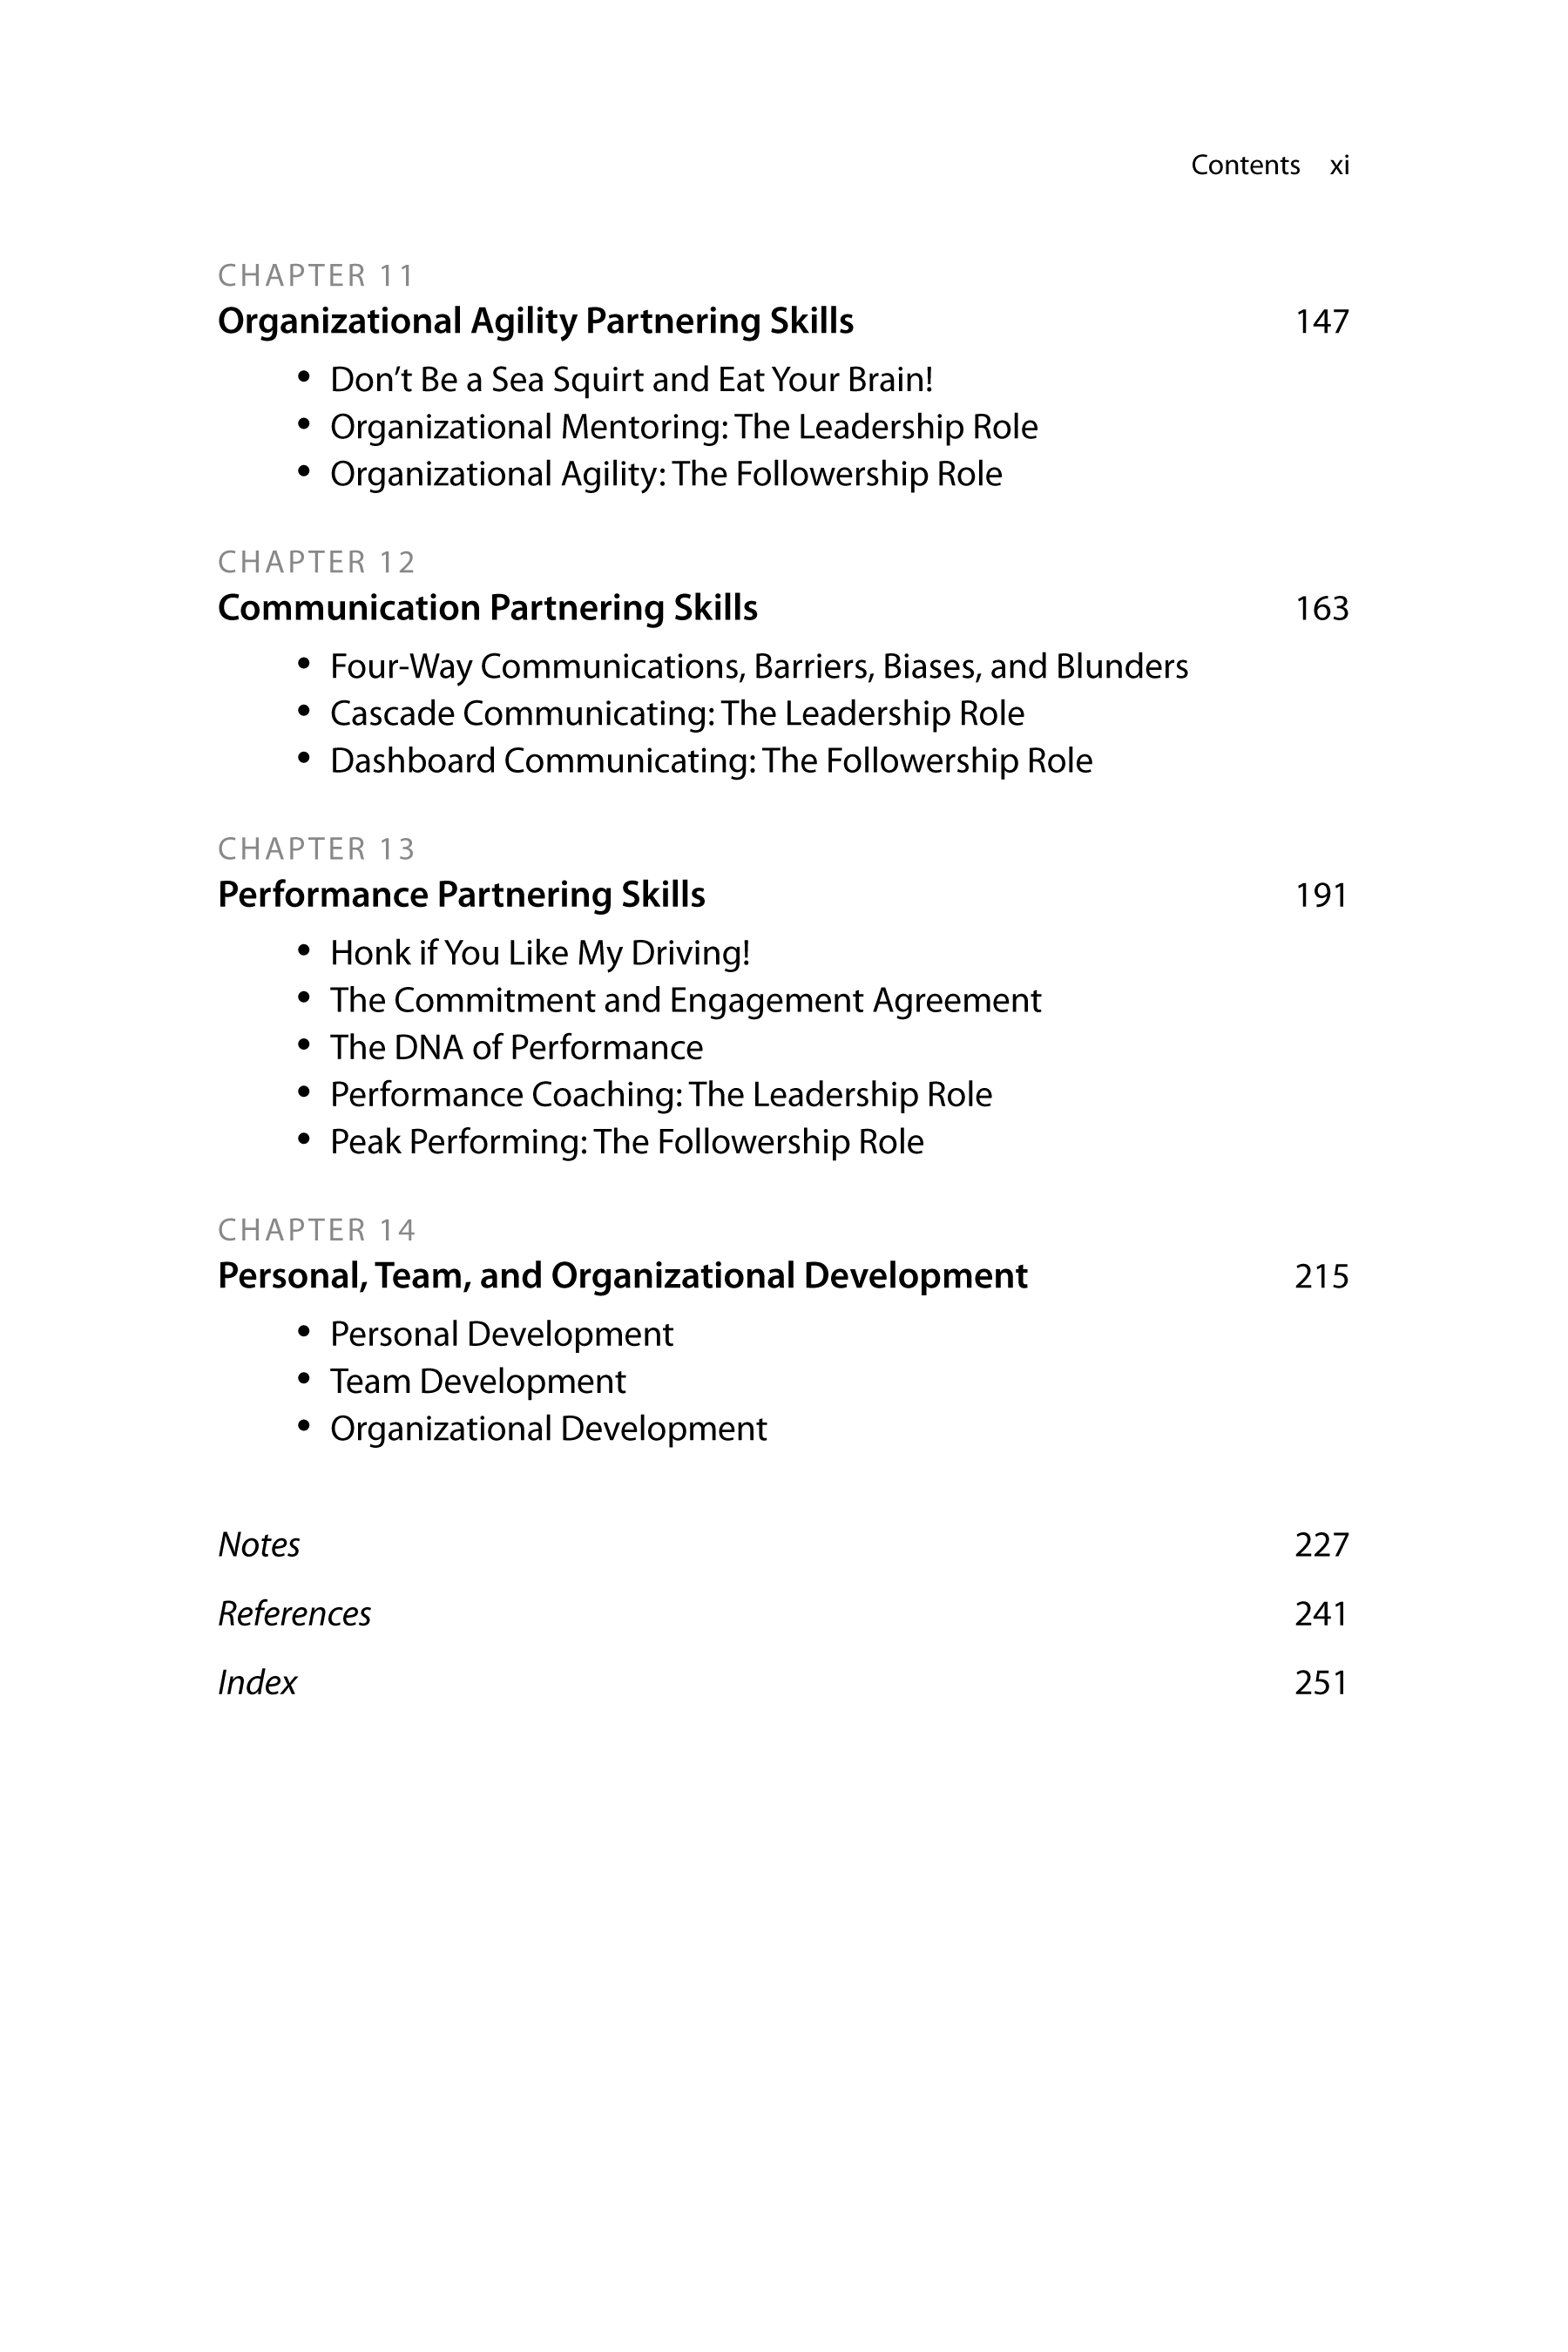 Contents xi
CHAPTER 11
Organizational Agility Partnering Skills 147
• Don’t Be a Sea Squirt and Eat Your Brain!
• Organizational Mentoring: The Leadership Role
• Organizational Agility: The Followership Role
CHAPTER 12
Communication Partnering Skills 163
• Four-Way Communications, Barriers, Biases, and Blunders
• Cascade Communicating: The Leadership Role
• Dashboard Communicating: The Followership Role
CHAPTER 13
Performance Partnering Skills 191
• Honk if You Like My Driving!
• The Commitment and Engagement Agreement
• The DNA of Performance
• Performance Coaching: The Leadership Role
• Peak Performing: The Followership Role
CHAPTER 14
Personal, Team, and Organizational Development 215
• Personal Development
• Team Development
• Organizational Development
Notes 227
References 241
Index 251